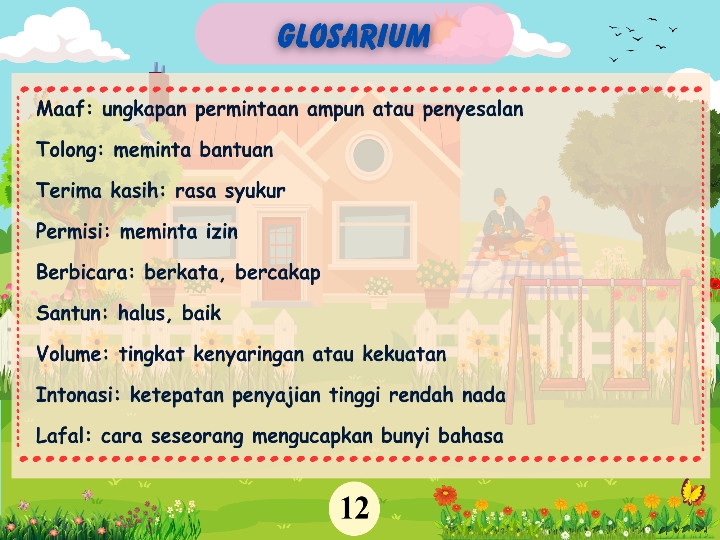 GLOSARIUM
Maaf: ungkapan permintaan ampun atau penyesalan
Tolong: meminta bantuan
Terima kasih: rasa syukur
Permisi: meminta izin
Berbicara: berkata, bercakap
Santun: halus, baik
Volume: tingkat kenyaringan atau kekuatan
Intonasi: ketepatan penyajian tinggi rendah nada
Lafal: cara seseorang mengucapkan bunyi bahasa
12